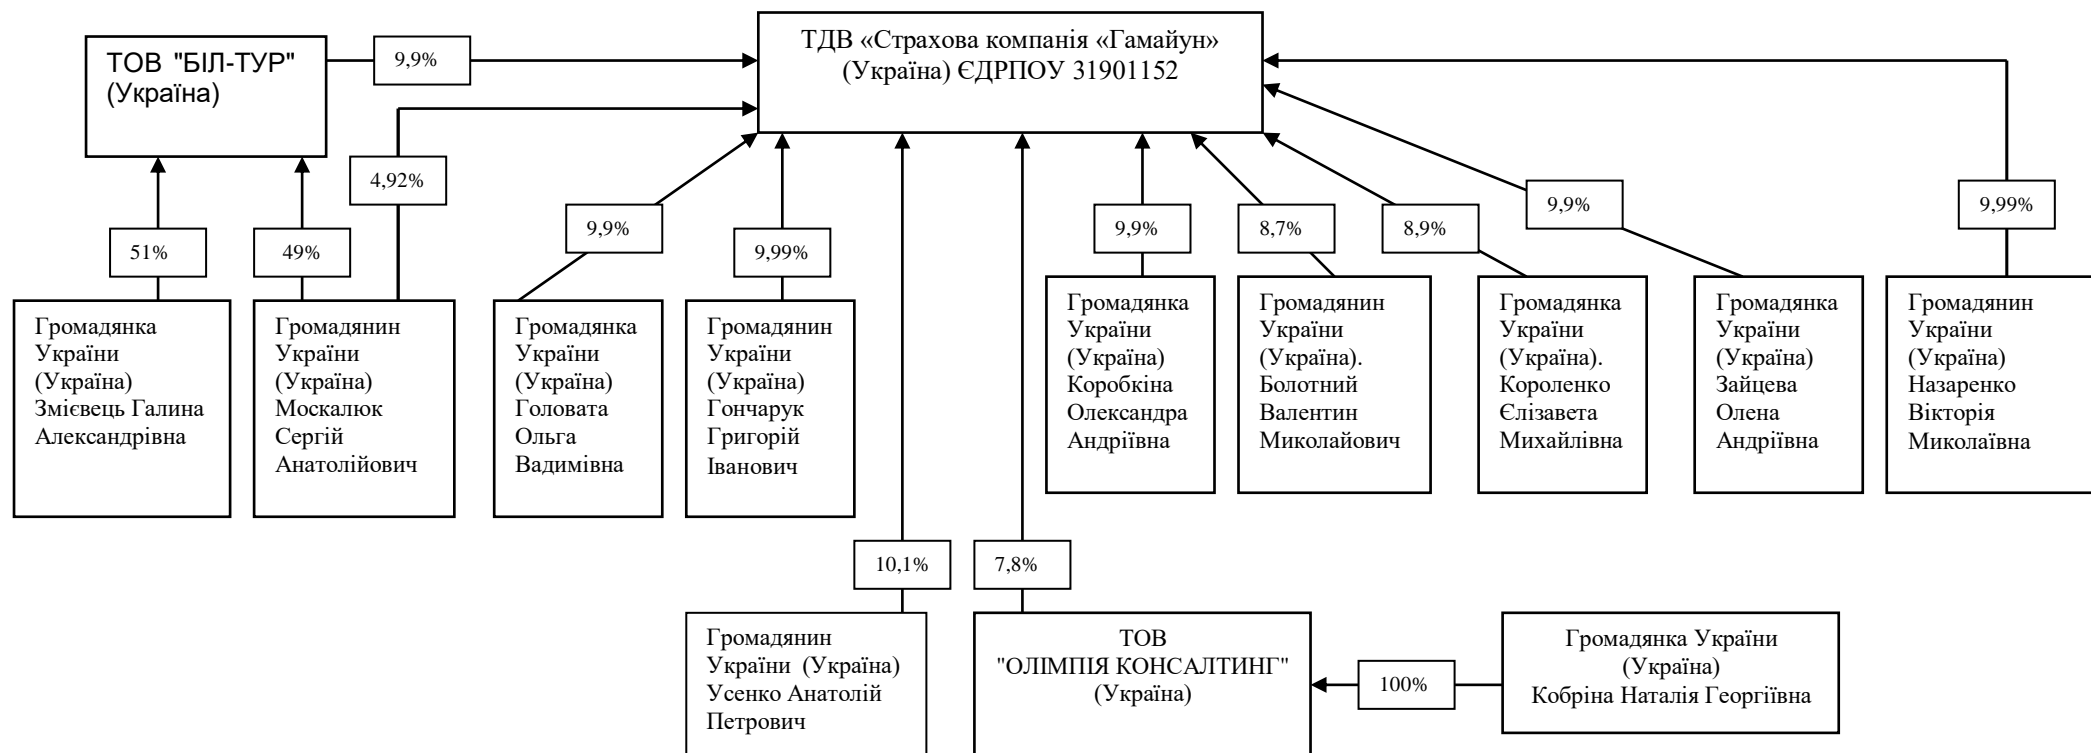 ТДВ «Страхова компанія «Гамайун»
(Україна) ЄДРПОУ 31901152
ТОВ "БІЛ-ТУР"
(Україна)
9,9%
4,92%
51%
49%
9,9%
9,99%
9,9%
8,7%
8,9%
9,9%
9,99%
Громадянка
України
(Україна)
Змієвець Галина
Александрівна
Громадянин
України
(Україна)
Москалюк
Сергій
Анатолійович
Громадянка
України
(Україна)
Головата
Ольга
Вадимівна
Громадянин
України
(Україна)
Гончарук
Григорій
Іванович
Громадянка
України
(Україна)
Коробкіна
Олександра
Андріївна
Громадянин
України
(Україна).
Болотний
Валентин
Миколайович
Громадянка
України
(Україна).
Короленко
Єлізавета
Михайлівна
Громадянка
України
(Україна)
Зайцева
Олена
Андріївна
Громадянин
України
(Україна)
Назаренко
Вікторія
Миколаївна
10,1%
7,8%
Громадянин
України (Україна)
Усенко Анатолій
Петрович
ТОВ
"ОЛІМПІЯ КОНСАЛТИНГ"
(Україна)
100%
Громадянка України
(Україна)
Кобріна Наталія Георгіївна